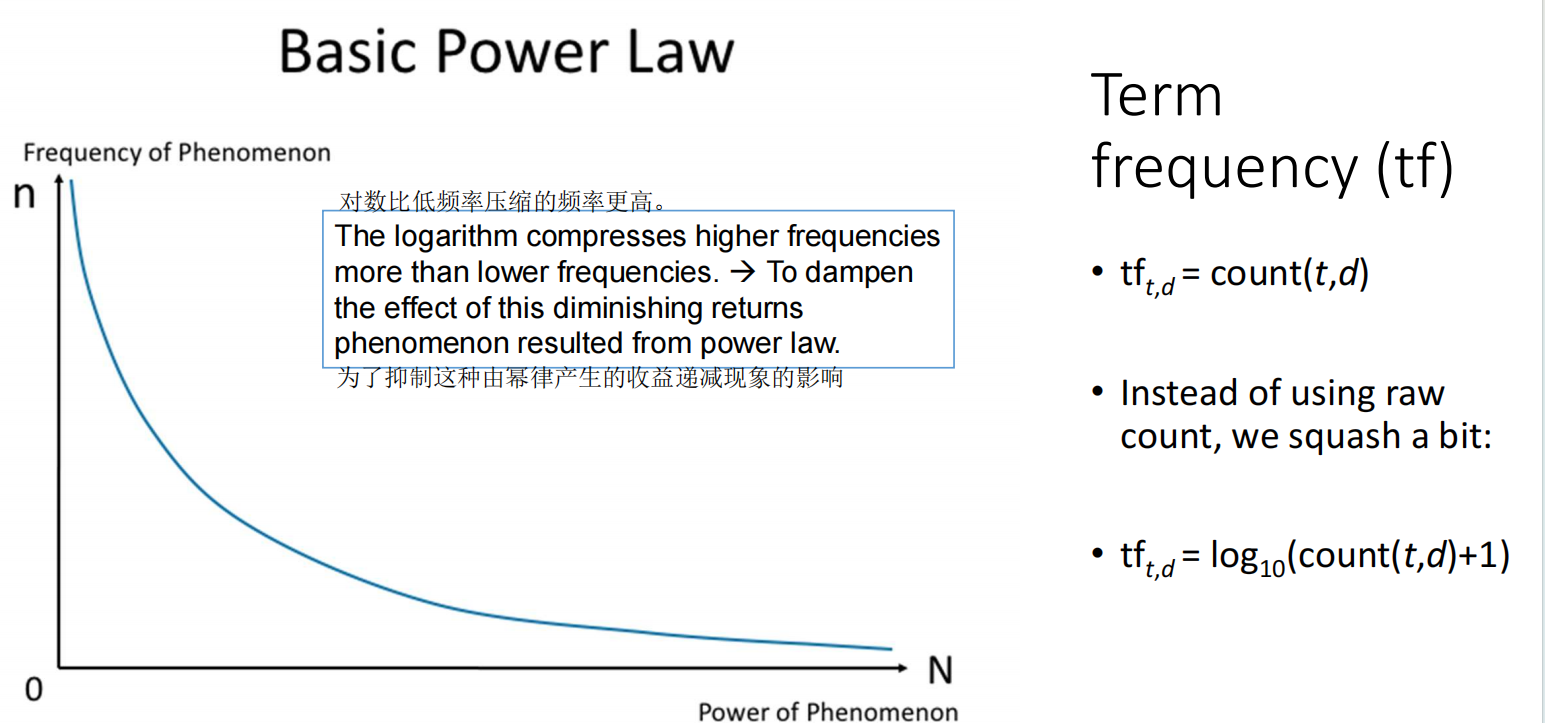 Basic Power Law
Frequency of Phenomenon
n
对数比低频率压缩的频率更高。
The logarithm compresses higher frequencies
more than lower frequencies. → To dampen
the effect of this diminishing returns
phenomenon resulted from power law.
为了抑制这种由幂律产生的收益递减现象的影响
0
N
Power of Phenomenon
Term
frequency (tf)
• tft,d = count(t,d)
• Instead of using raw
count, we squash a bit:
• tft,d = log10(count(t,d)+1)